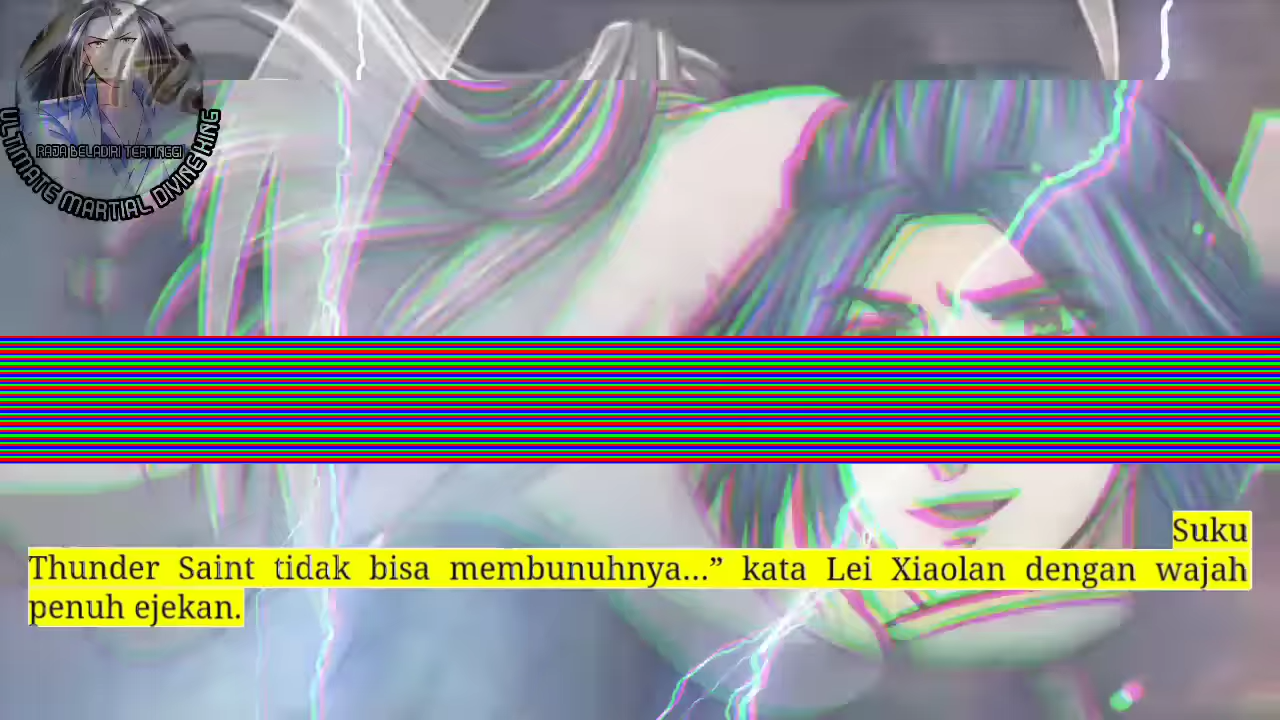 RAJA BELADIRI TERTINGGI
ULTIMATE MARTIAL DIVINE KING
Suku
Thunder Saint tidak bisa membunuhnya...” kata Lei Xiaolan dengan wajah
penuh ejekan.